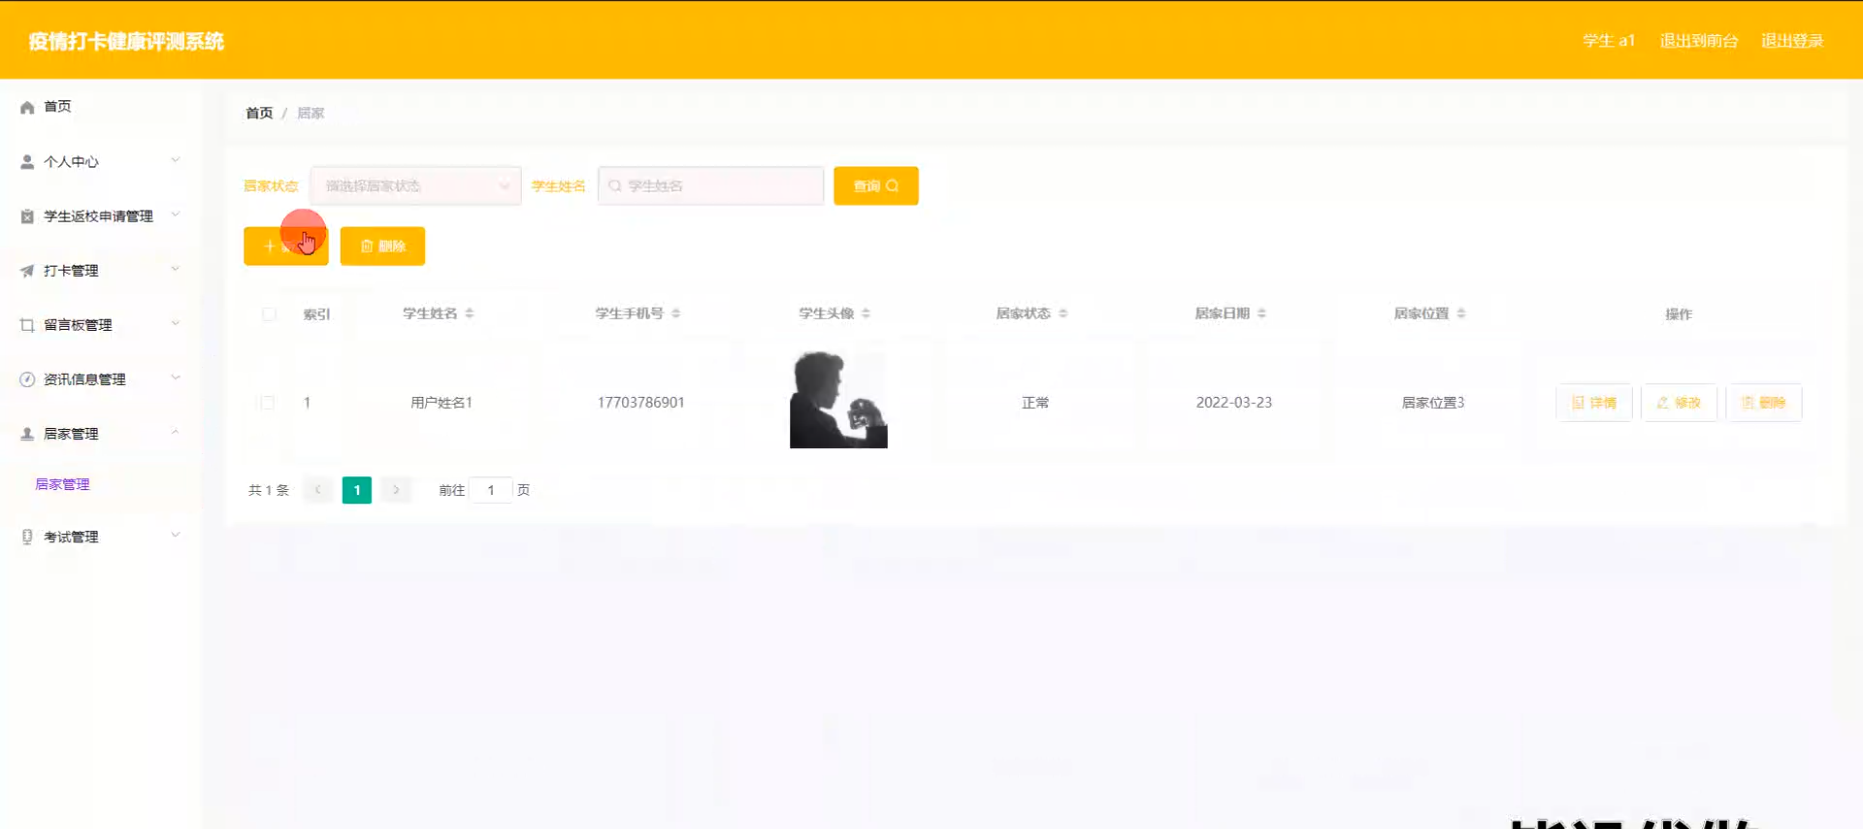 疫情打卡健康评测系统
学生 a1 退出到前台 退出登录
首页
个人中心
学生返校申请管理
打卡管理
留言板管理
资讯信息管理
居家管理
居家管理
考试管理
首页 / 居家
居家状态 请选择居家状态 学生姓名 学生姓名 查询
+ 删除
索引 学生姓名 学生手机号 学生头像 居家状态 居家日期 居家位置 操作
1 用户姓名1 17703786901 正常 2022-03-23 居家位置3 详情 修改 删除
共 1 条 1 前往 1 页